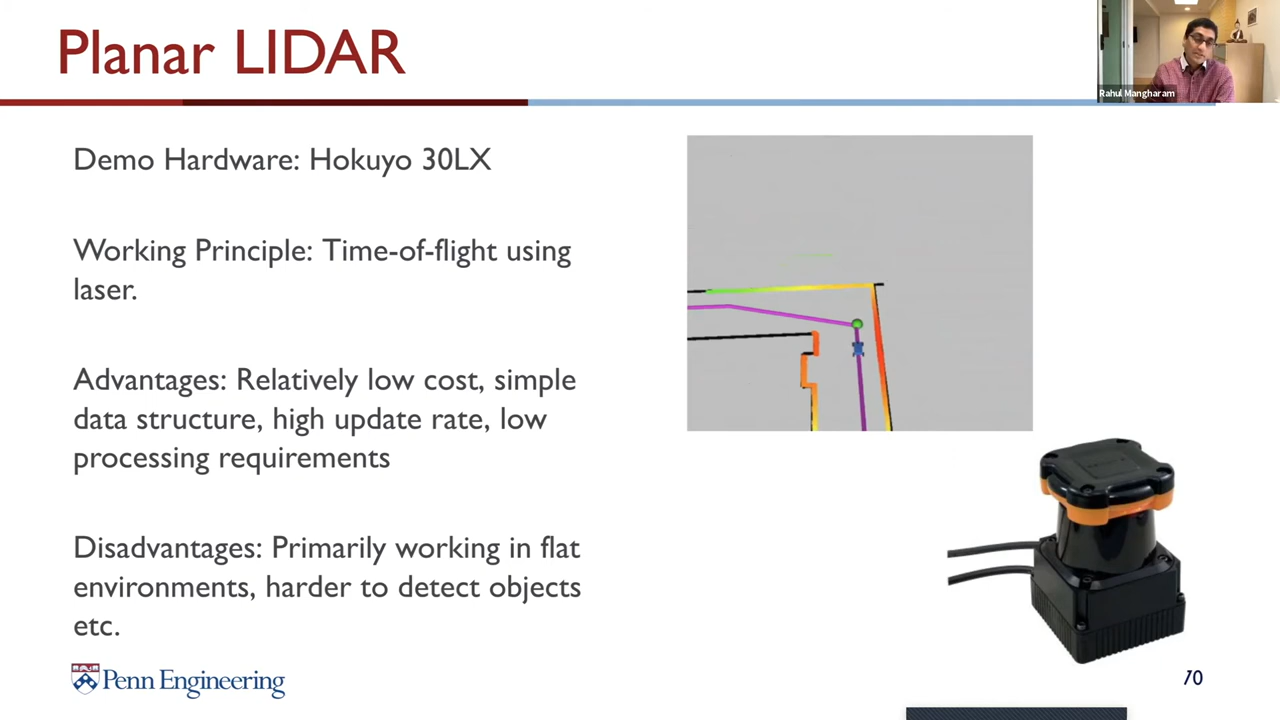 Planar LIDAR
Rahul Mangharam
Demo Hardware: Hokuyo 30LX
Working Principle: Time-of-flight using
laser.
Advantages: Relatively low cost, simple
data structure, high update rate, low
processing requirements
Disadvantages: Primarily working in flat
environments, harder to detect objects
etc.
Penn Engineering
70